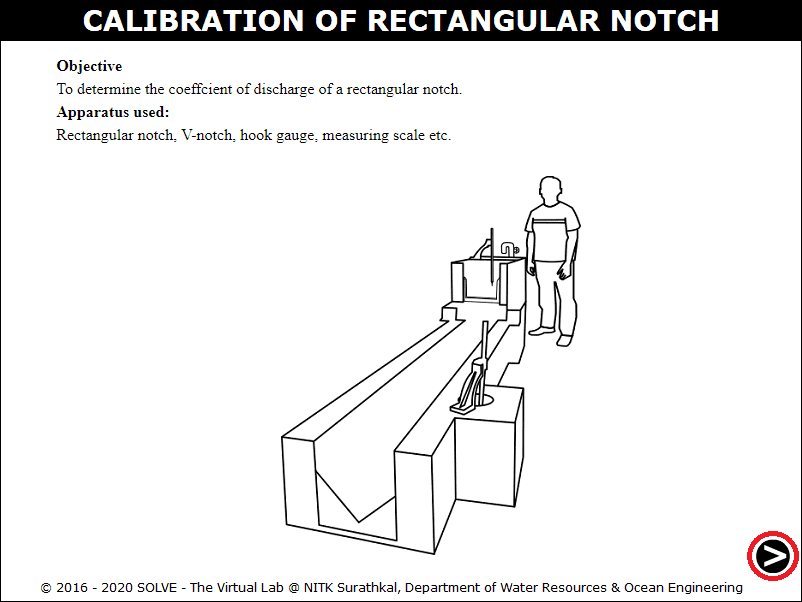 CALIBRATION OF RECTANGULAR NOTCH
Objective
To determine the coeffcient of discharge of a rectangular notch.
Apparatus used:
Rectangular notch, V-notch, hook gauge, measuring scale etc.
© 2016 - 2020 SOLVE - The Virtual Lab @ NITK Surathkal, Department of Water Resources & Ocean Engineering